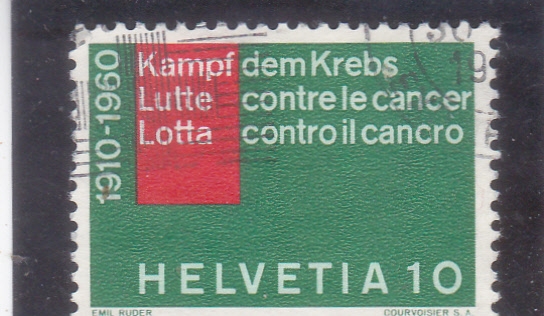 1910-1960
Kampf dem Krebs
Lutte contre le cancer
Lotta contro il cancro
HELVETIA 10
EMIL RUDER COURVOISIER S.A.